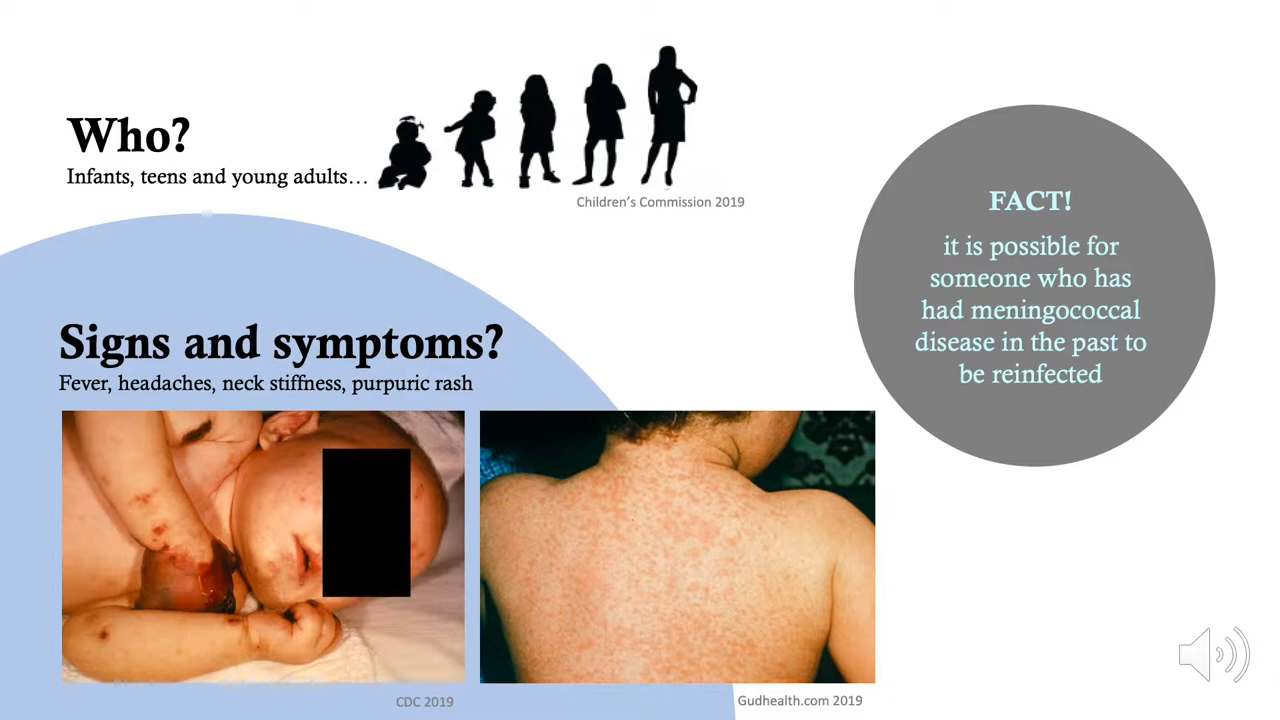 Who?
Infants, teens and young adults…
Children's Commission 2019
FACT!
it is possible for
someone who has
had meningococcal
disease in the past to
be reinfected
Signs and symptoms?
Fever, headaches, neck stiffness, purpuric rash
CDC 2019
Gudhealth.com 2019